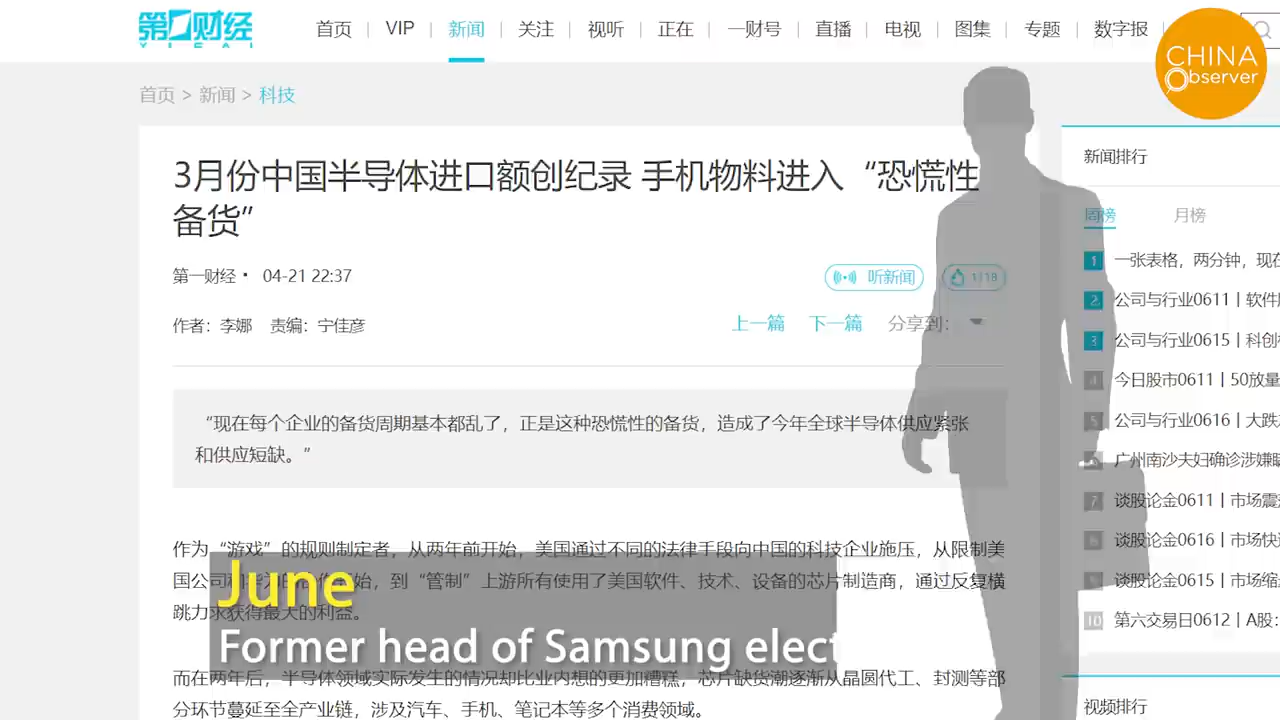 第一财经
YICAI
首页 | VIP | 新闻 | 关注 | 视听 | 正在 | 一财号 | 直播 | 电视 | 图集 | 专题 | 数字报
CHINA
Observer
首页 > 新闻 > 科技
3月份中国半导体进口额创纪录 手机物料进入“恐慌性
备货”
第一财经 • 04-21 22:37
听新闻
作者：李娜 责编：宁佳彦
上一篇 下一篇 分享到：
“现在每个企业的备货周期基本都乱了，正是这种恐慌性的备货，造成了今年全球半导体供应紧张
和供应短缺。”
作为“游戏”的规则制定者，从两年前开始，美国通过不同的法律手段向中国的科技企业施压，从限制美
国公司
始，到“管制”上游所有使用了美国软件、技术、设备的芯片制造商，通过反复横
跳力求获得最大的利益。
而在两年后，半导体领域实际发生的情况却比业内想的更加糟糕，芯片缺货潮逐渐从晶圆代工、封测等部
分环节蔓延至全产业链，涉及汽车、手机、笔记本等多个消费领域。
June
Former head of Samsung elect
新闻排行
周榜 月榜
1 一张表格，两分钟，现在
2 公司与行业0611丨软件
3 公司与行业0615丨科创
4 今日股市0611丨50放量
5 公司与行业0616丨大跌
广州南沙夫妇确诊涉嫌
7 谈股论金0611丨市场震
8 谈股论金0616丨市场快
谈股论金0615丨市场缩
10 第六交易日0612丨A股：
视频排行